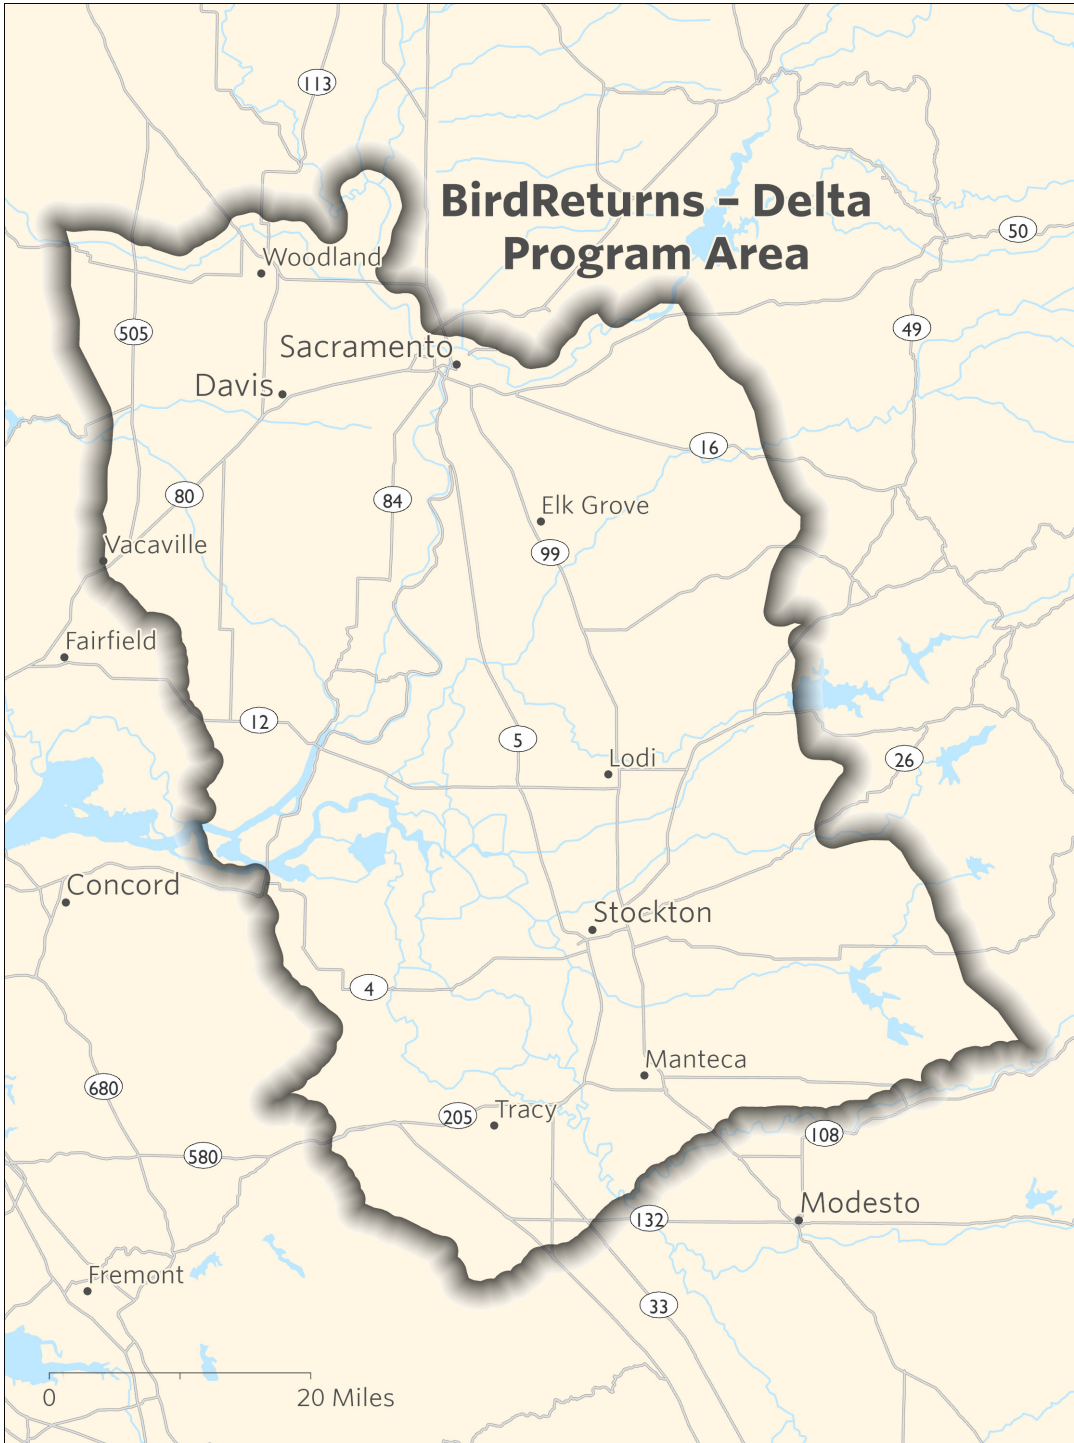 113
BirdReturns – Delta
Program Area
50
Woodland
505
49
Sacramento
Davis
16
80
84
Elk Grove
Vacaville
99
Fairfield
12
5
Lodi
26
Concord
Stockton
4
Manteca
680
205
Tracy
108
580
Modesto
132
Fremont
33
0
20 Miles